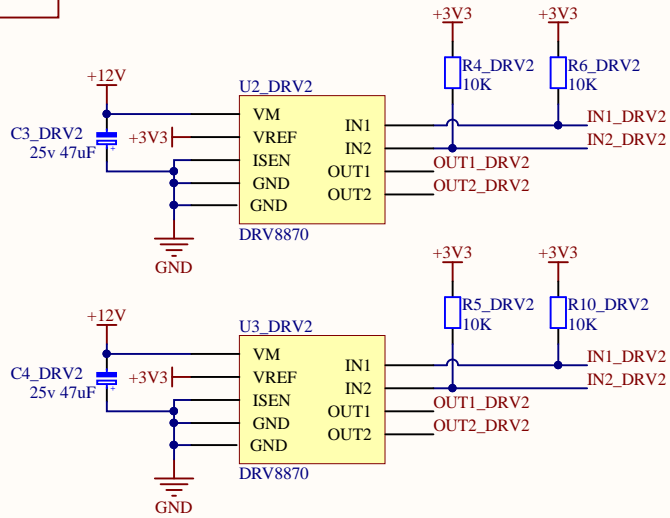 +3V3
+3V3
+12V
U2_DRV2
R4_DRV2
10K
R6_DRV2
10K
C3_DRV2
25v 47uF
+
+3V3
VM
VREF
ISEN
GND
GND
IN1
IN2
OUT1
OUT2
IN1_DRV2
IN2_DRV2
OUT1_DRV2
OUT2_DRV2
DRV8870
GND
+3V3
+3V3
+12V
U3_DRV2
R5_DRV2
10K
R10_DRV2
10K
C4_DRV2
25v 47uF
+
+3V3
VM
VREF
ISEN
GND
GND
IN1
IN2
OUT1
OUT2
IN1_DRV2
IN2_DRV2
OUT1_DRV2
OUT2_DRV2
DRV8870
GND